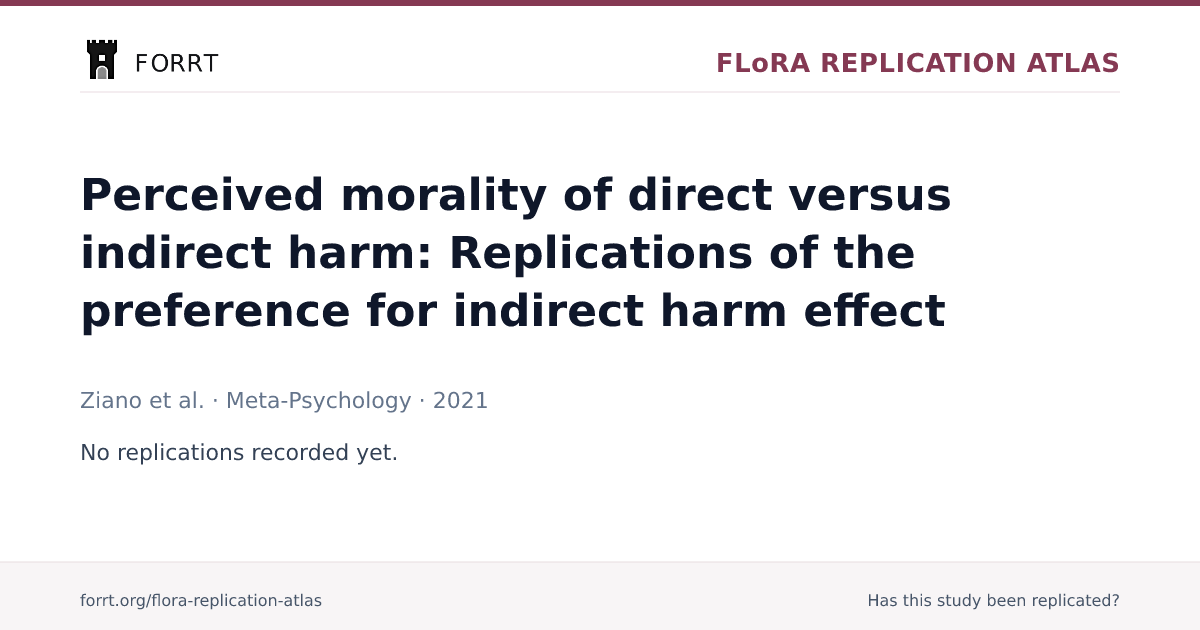 FORRT
FLoRA REPLICATION ATLAS
Perceived morality of direct versus
indirect harm: Replications of the
preference for indirect harm effect
Ziano et al. · Meta-Psychology · 2021
No replications recorded yet.
forrt.org/flora-replication-atlas
Has this study been replicated?